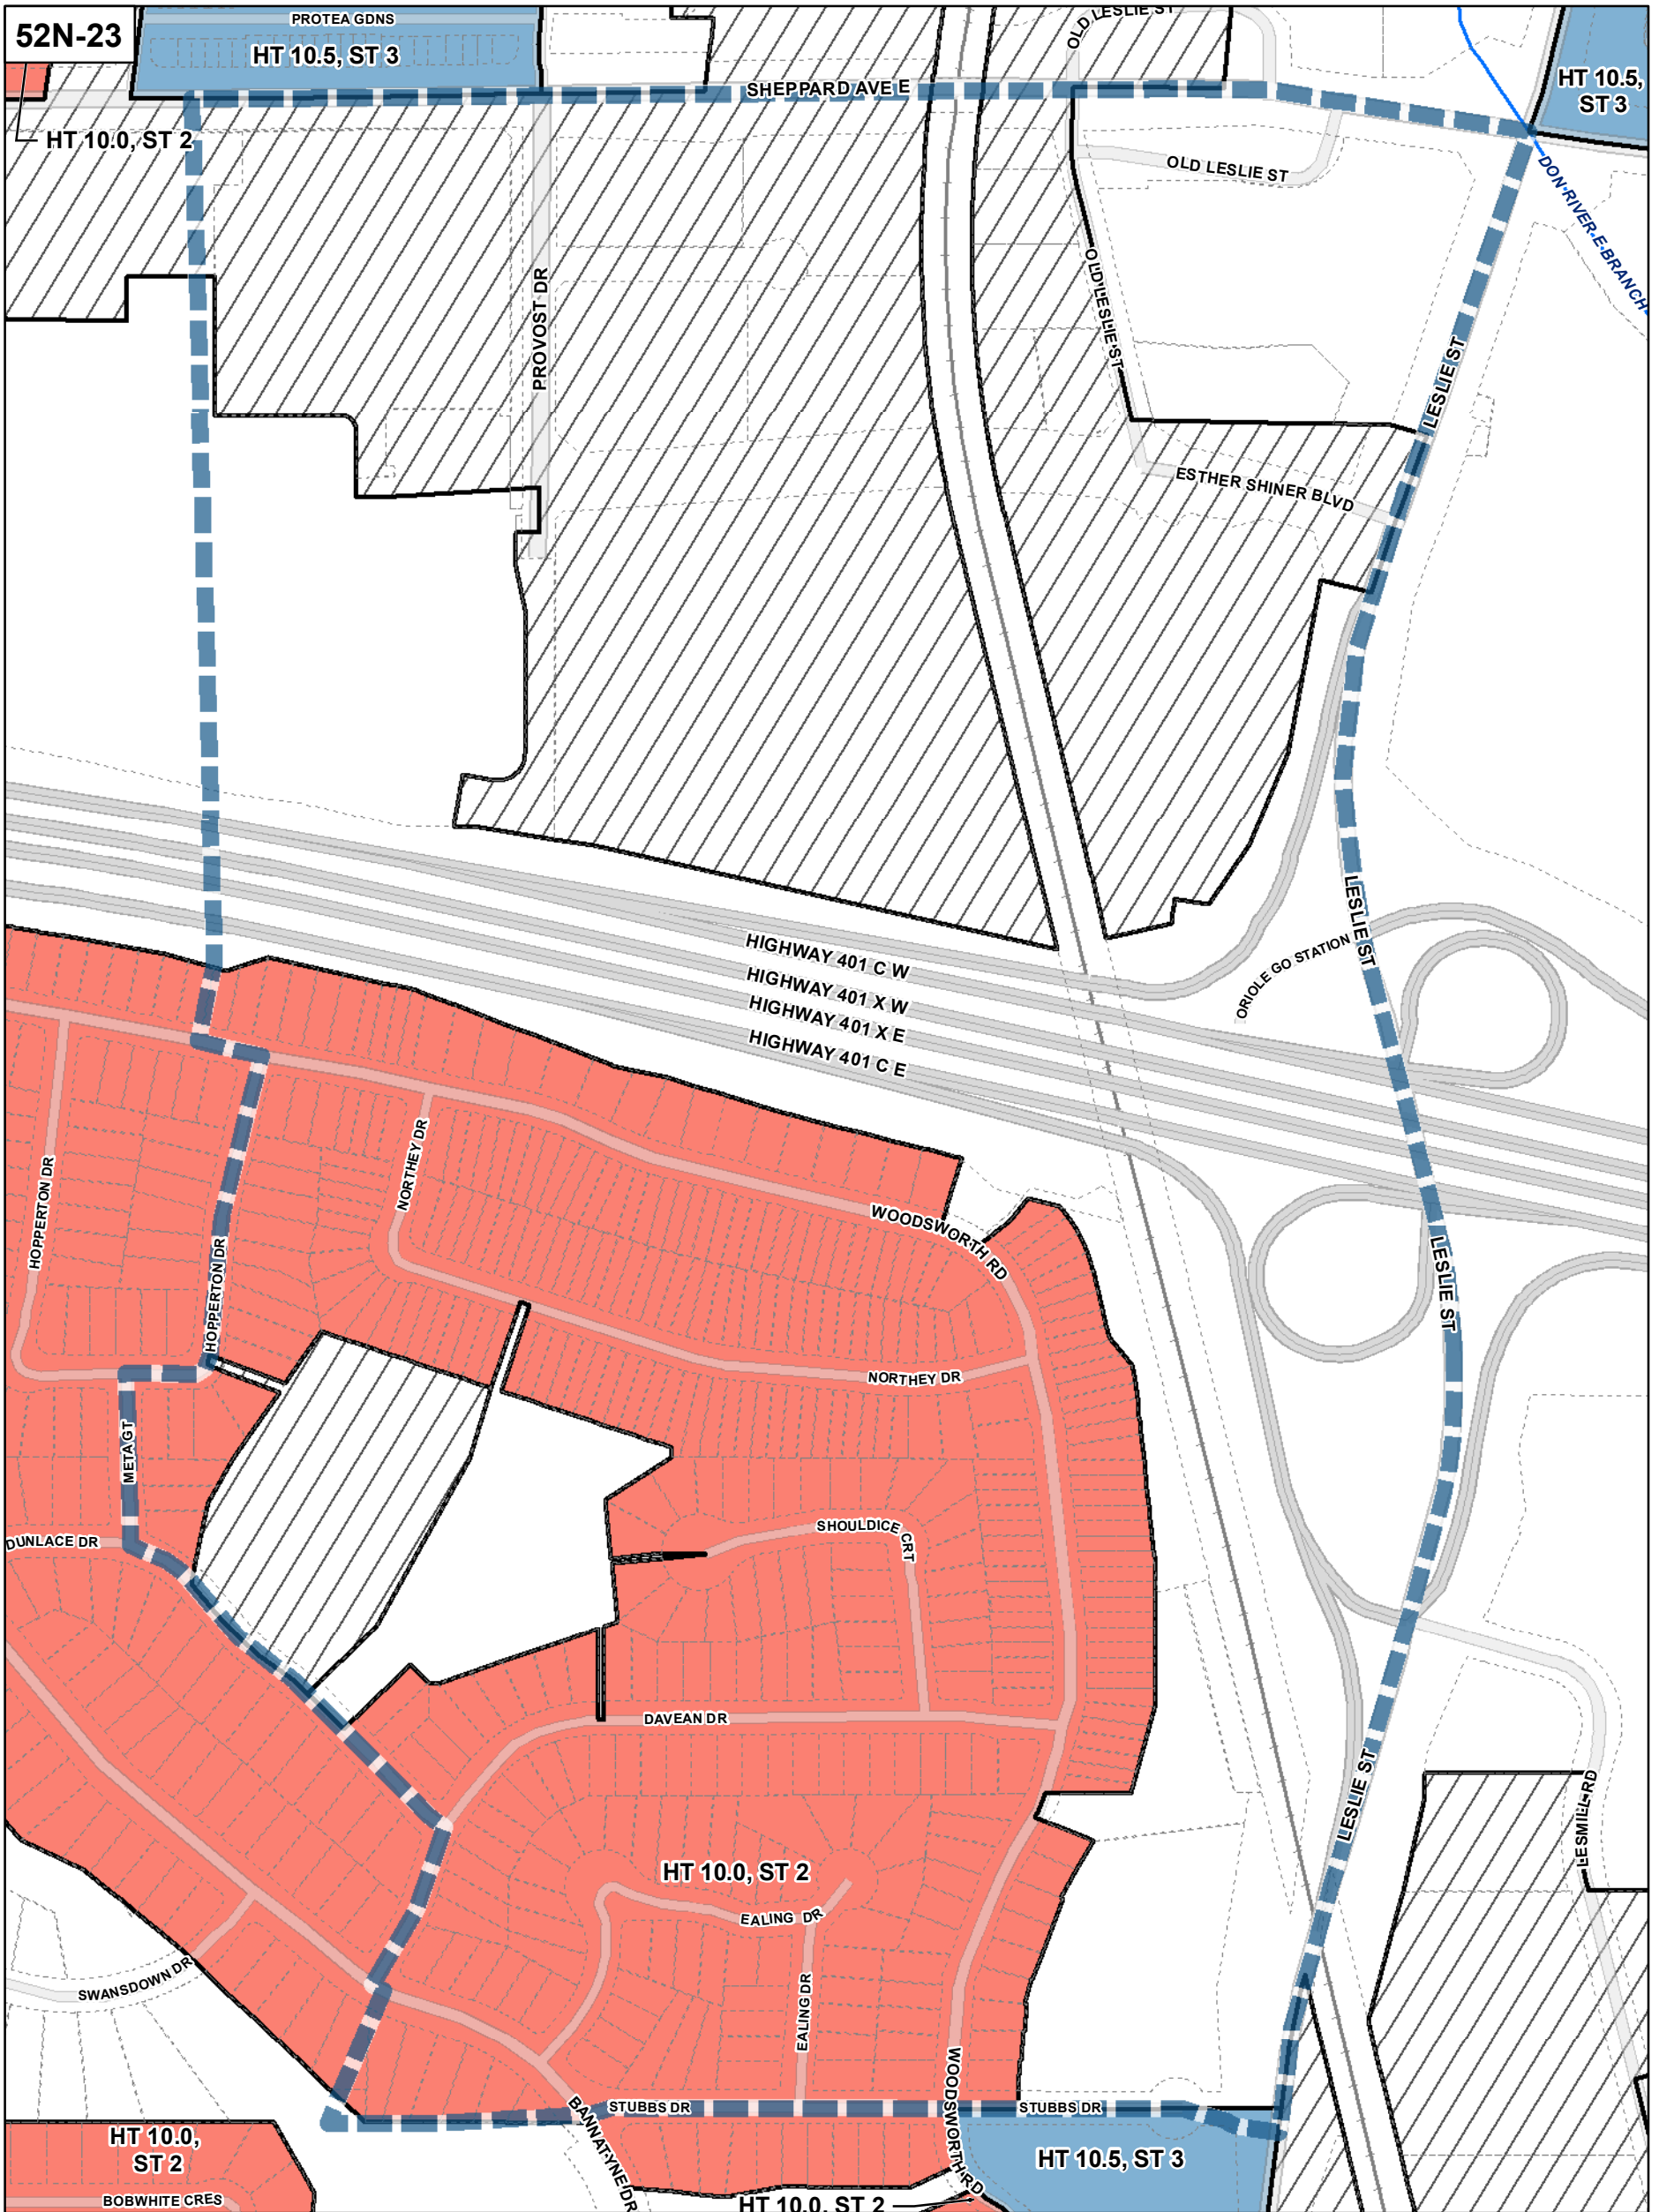 52N-23
PROTEA GDNS
HT 10.5, ST 3
OLD LESLIE ST
HT 10.5,
ST 3
SHEPPARD AVE E
HT 10.0, ST 2
OLD LESLIE ST
DON RIVER E BRANCH
PROVOST DR
OLD LESLIE ST
LESLIE ST
ESTHER SHINER BLVD
LESLIE ST
ORIOLE GO STATION
HIGHWAY 401 C W
HIGHWAY 401 X W
HIGHWAY 401 X E
HIGHWAY 401 C E
NORTHEY DR
HOPPERTON DR
WOODSWORTH RD
HOPPERTON DR
LESLIE ST
NORTHEY DR
META GT
DUNLACE DR
SHOULDICE CRT
DAVEAN DR
LESLIE ST
LESMILL RD
HT 10.0, ST 2
EALING DR
SWANSDOWN DR
EALING DR
WOODSWORTH RD
BANNATYNE DR
STUBBS DR
STUBBS DR
HT 10.0,
ST 2
HT 10.5, ST 3
BOBWHITE CRES
HT 10.0, ST 2